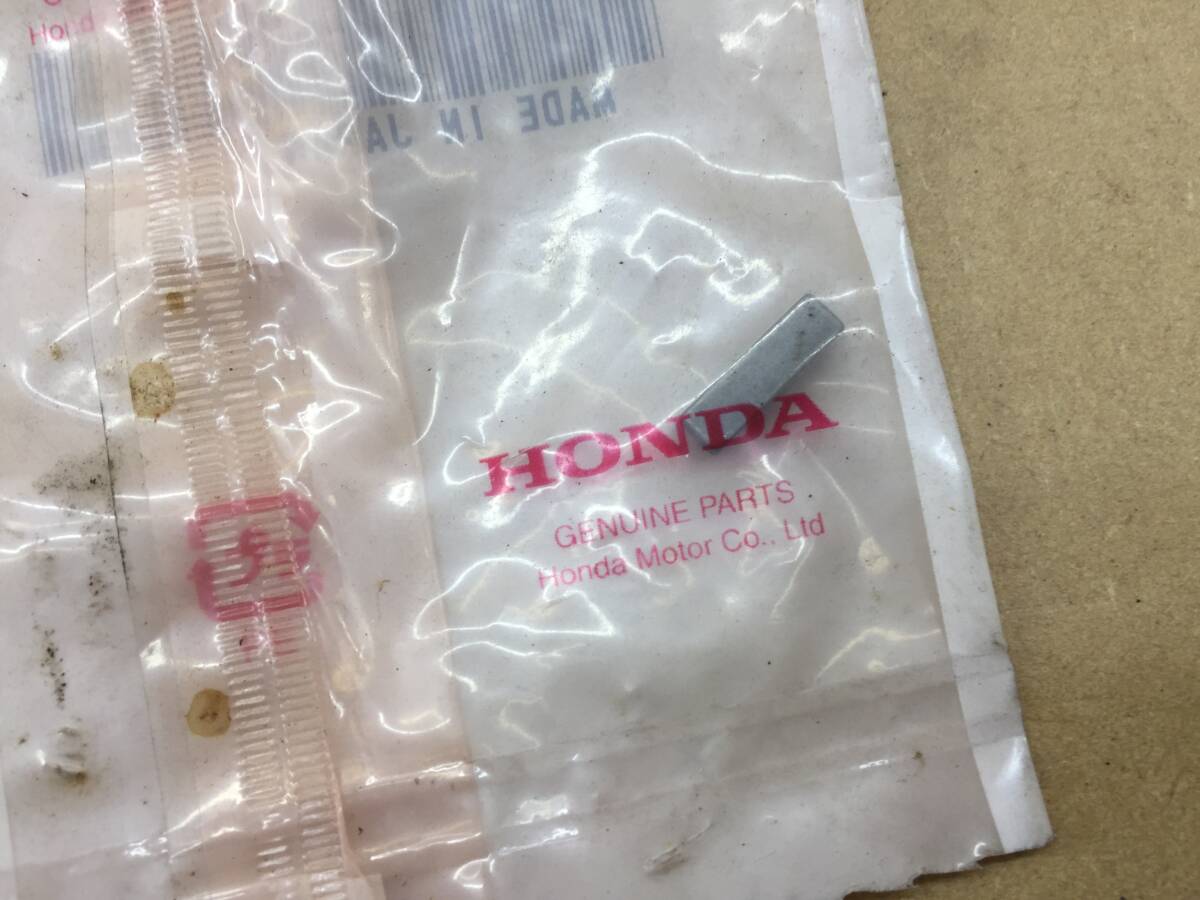 Hond
MADE IN JA
HONDA
GENUINE PARTS
Honda Motor Co., Ltd